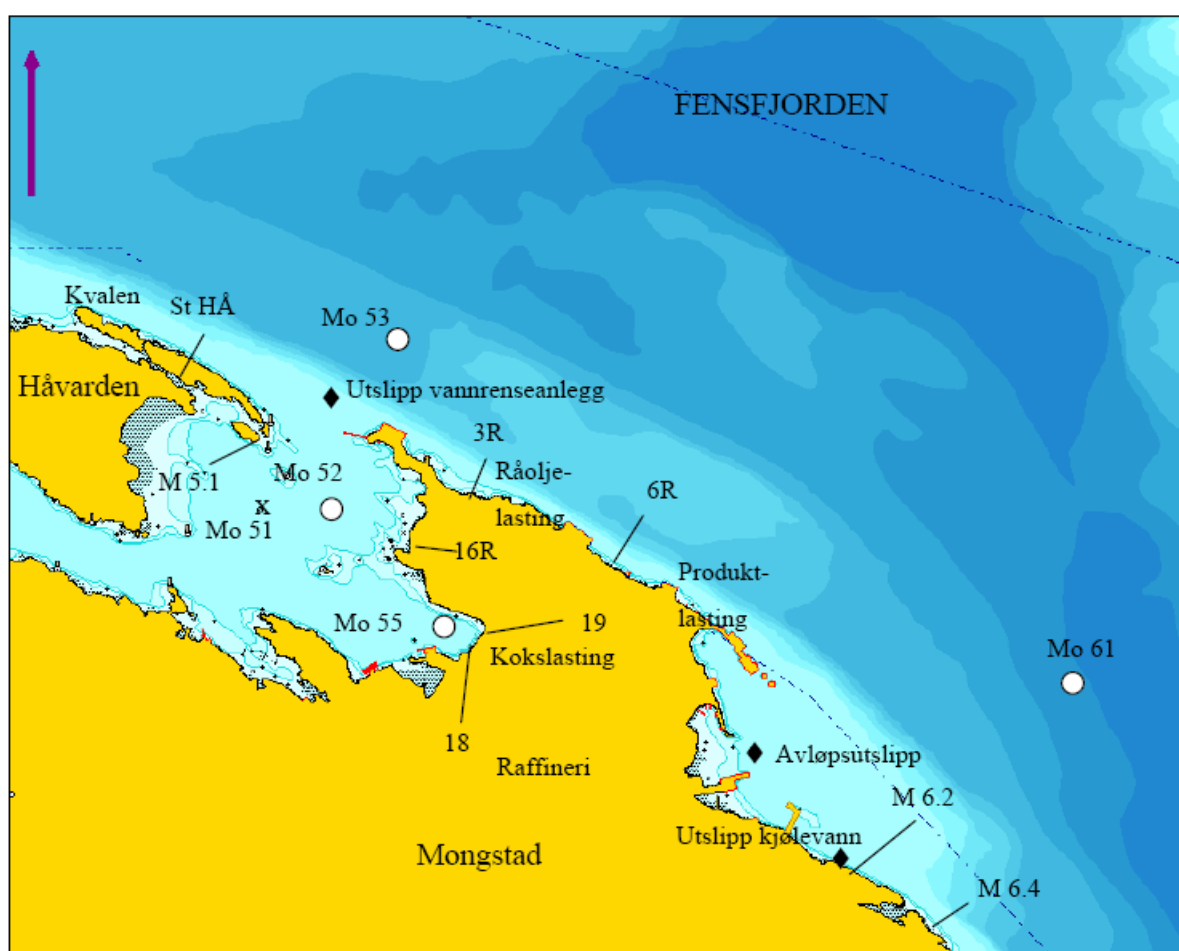 FENSFJORDEN
Kvalen
St HÅ
Mo 53
Håvarden
Utslipp vannrenseanlegg
3R
M 5.1
Mo 52
Råolje-
lasting
6R
x
Mo 51
16R
Produkt-
lasting
Mo 55
19
Kokslasting
Mo 61
18
Raffineri
Avløpsutslipp
M 6.2
Utslipp kjølevann
Mongstad
M 6.4